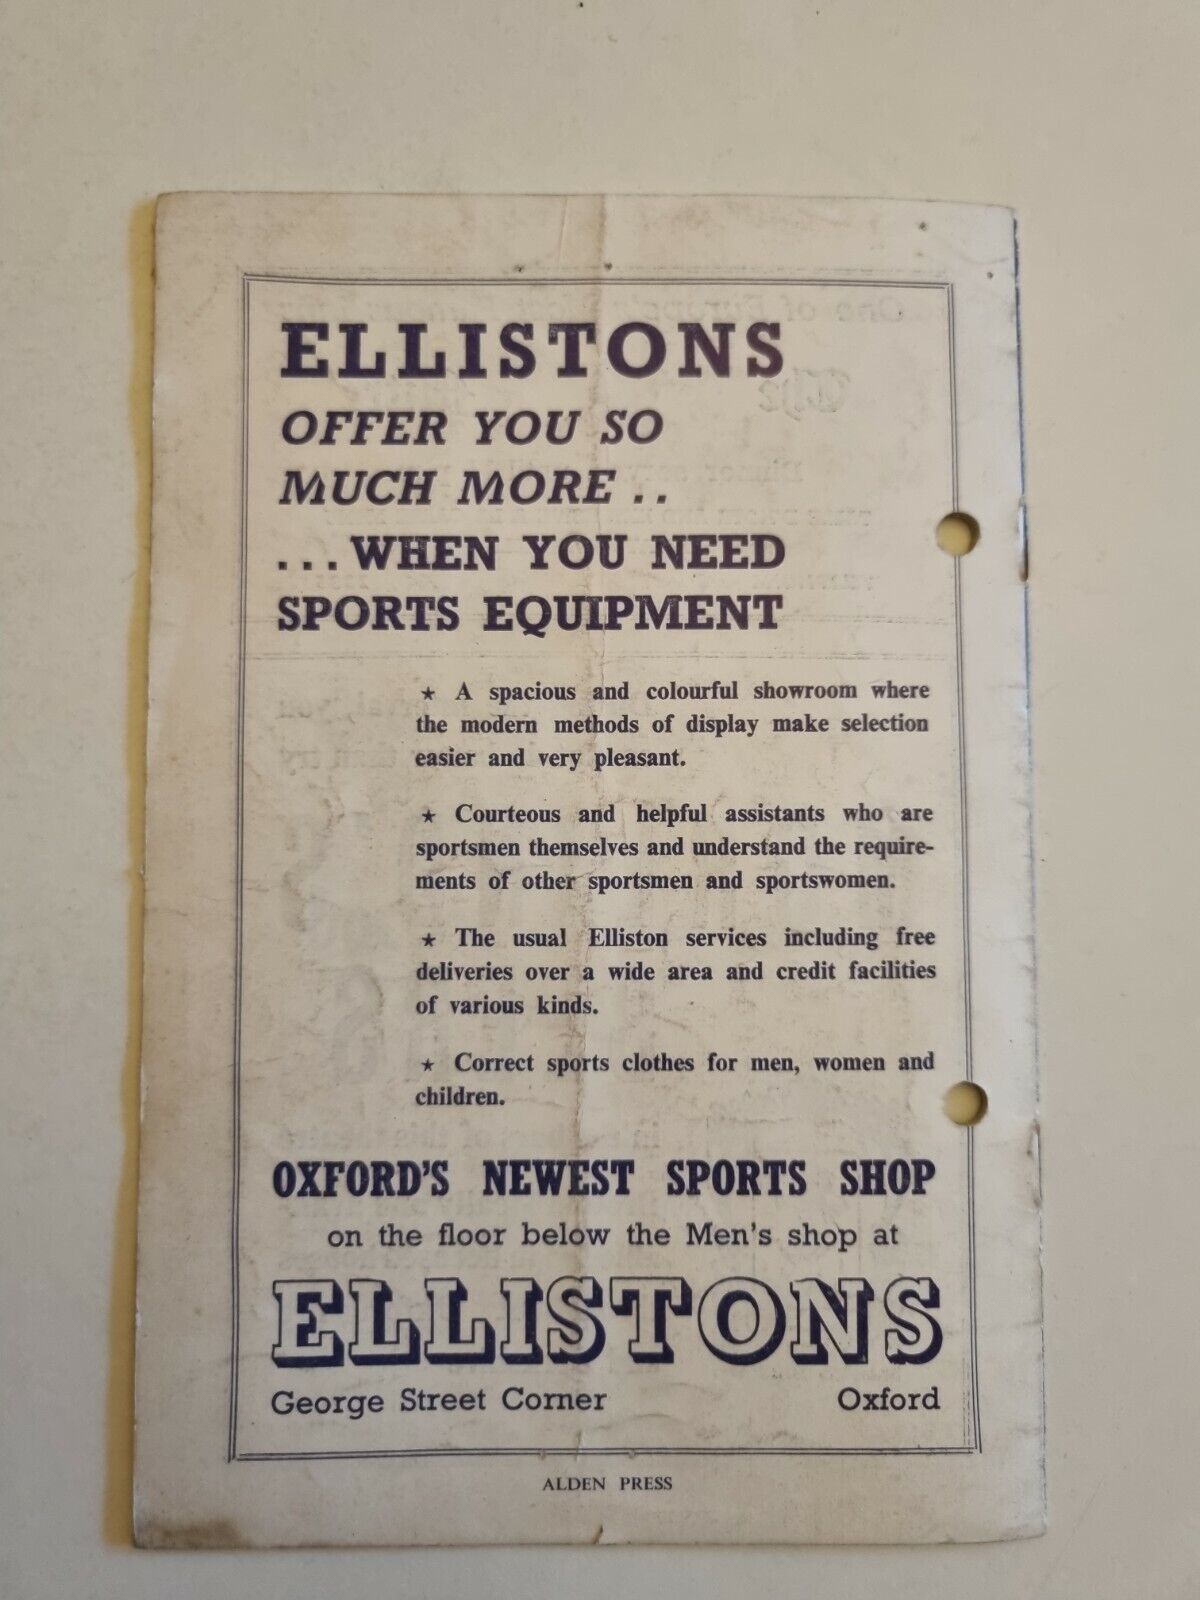 ELLISTONS
OFFER YOU SO
MUCH MORE . .
. . . WHEN YOU NEED
SPORTS EQUIPMENT
★ A spacious and colourful showroom where
the modern methods of display make selection
easier and very pleasant.
★ Courteous and helpful assistants who are
sportsmen themselves and understand the require-
ments of other sportsmen and sportswomen.
★ The usual Elliston services including free
deliveries over a wide area and credit facilities
of various kinds.
★ Correct sports clothes for men, women and
children.
OXFORD'S NEWEST SPORTS SHOP
on the floor below the Men's shop at
ELLISTONS
George Street Corner Oxford
ALDEN PRESS